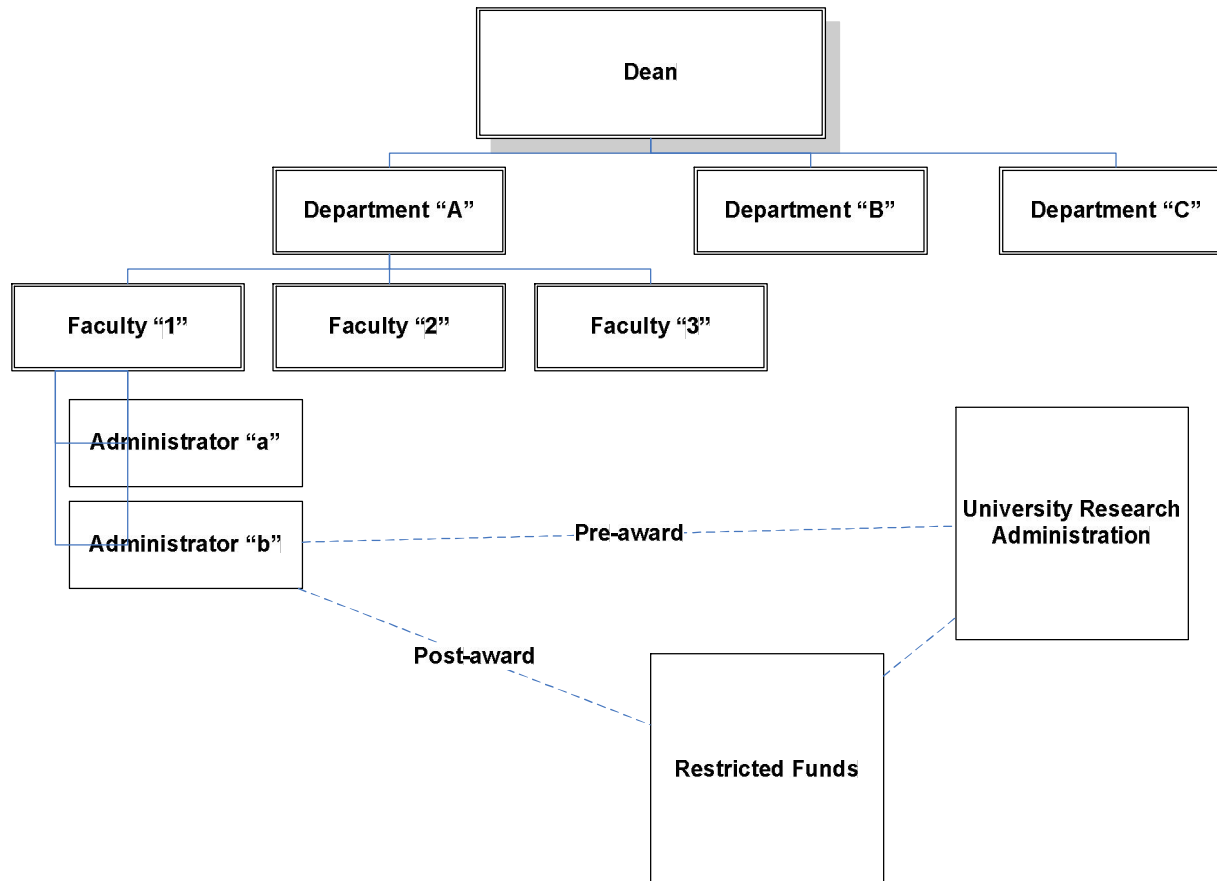 Dean
Department “A”
Department “B”
Department “C”
Faculty “1”
Faculty “2”
Faculty “3”
Administrator “a”
Administrator “b”
Pre-award
University Research
Administration
Post-award
Restricted Funds